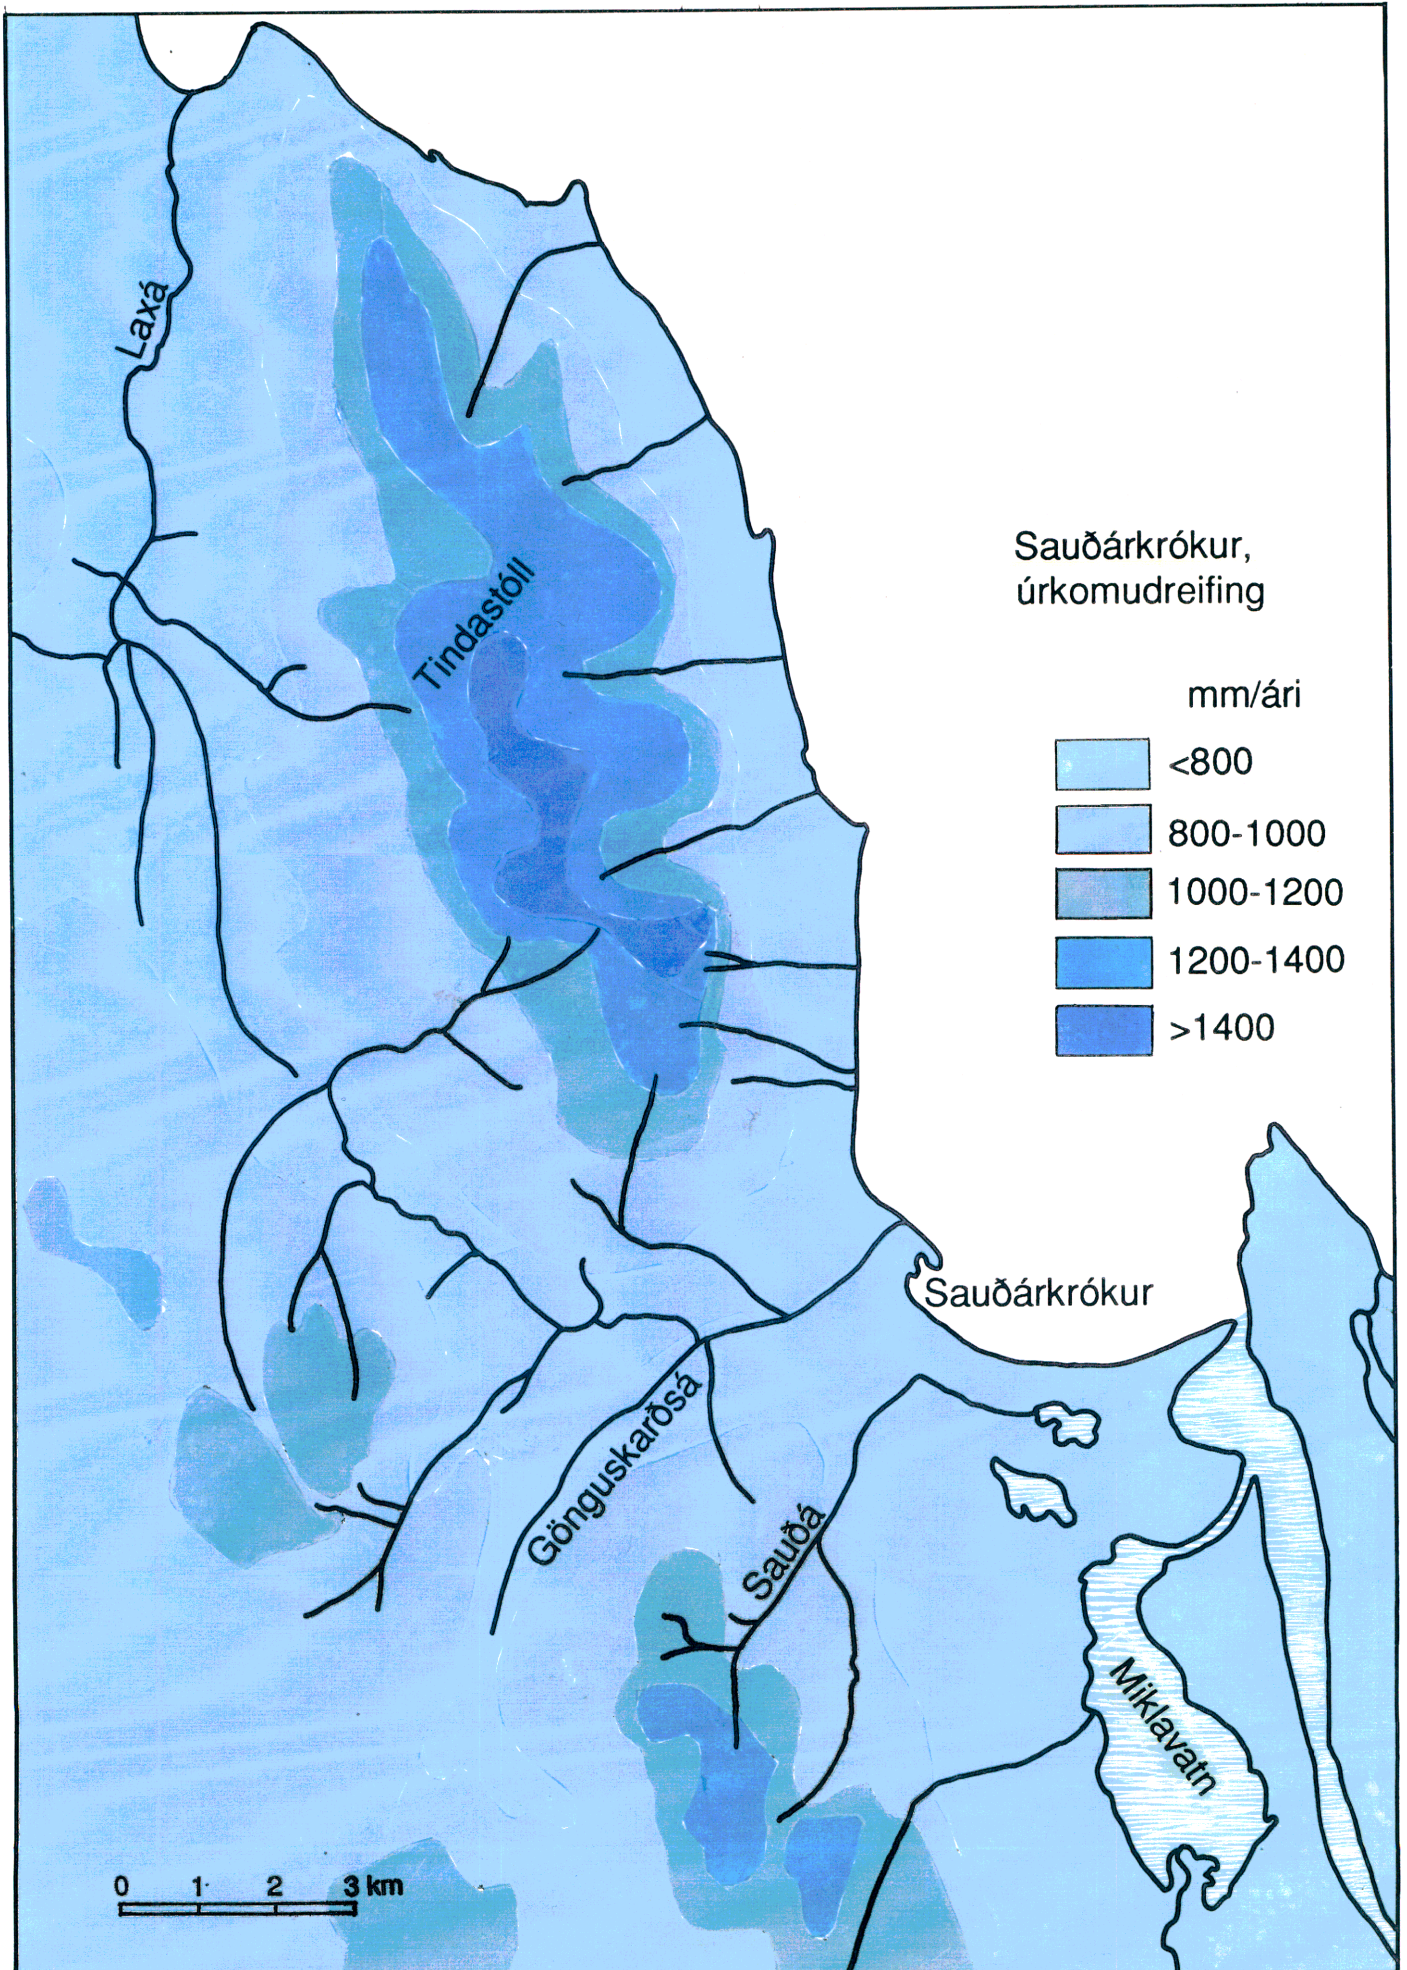 Laxá
Sauðárkrókur,
úrkomudreifing
Tindastóll
mm/ári
<800
800-1000
1000-1200
1200-1400
>1400
Sauðárkrókur
Gönguskarðsá
Sauðá
Miklavatn
0 1 2 3 km